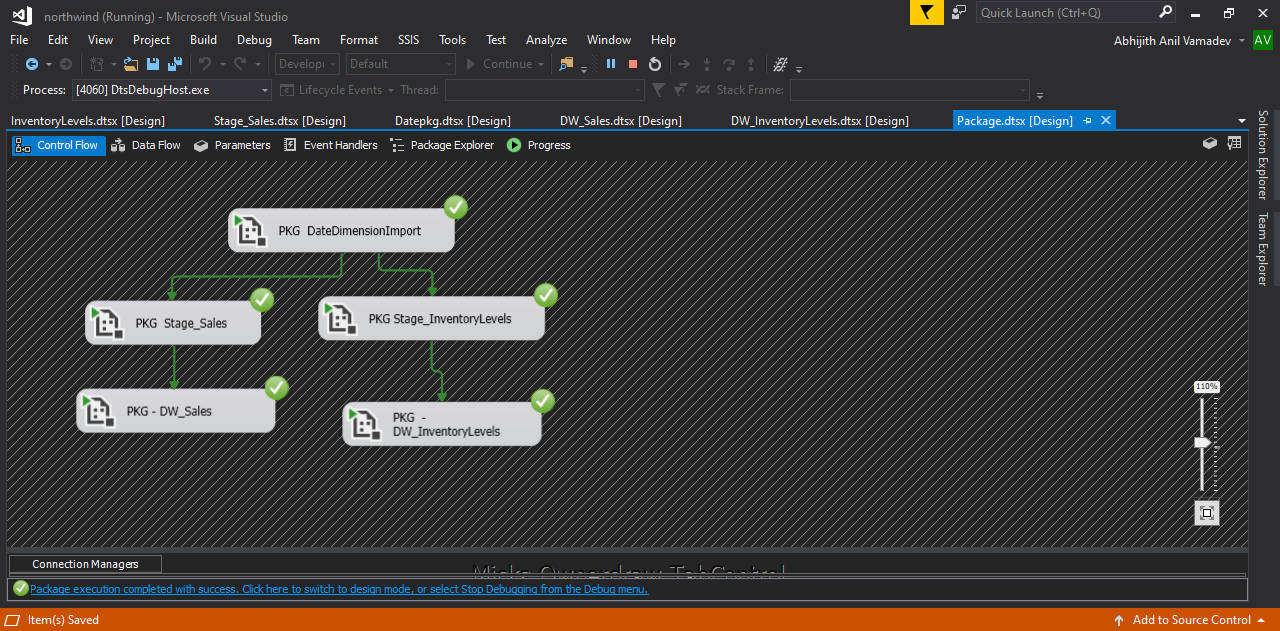 northwind (Running) - Microsoft Visual Studio
Quick Launch (Ctrl+Q)
File Edit View Project Build Debug Team Format SSIS Tools Test Analyze Window Help
Abhijith Anil Vamadev AV
Develop Default Continue
Process: [4060] DtsDebugHost.exe Lifecycle Events Thread: Stack Frame:
InventoryLevels.dtsx [Design] Stage_Sales.dtsx [Design] Datepkg.dtsx [Design] DW_Sales.dtsx [Design] DW_InventoryLevels.dtsx [Design] Package.dtsx [Design]
Control Flow Data Flow Parameters Event Handlers Package Explorer Progress
Solution Explorer
Team Explorer
PKG DateDimensionImport
PKG Stage_Sales
PKG Stage_InventoryLevels
PKG - DW_Sales
PKG -
DW_InventoryLevels
110%
Connection Managers
Misks Ownerdraw TabControl
Package execution completed with success. Click here to switch to design mode, or select Stop Debugging from the Debug menu.
Item(s) Saved
Add to Source Control